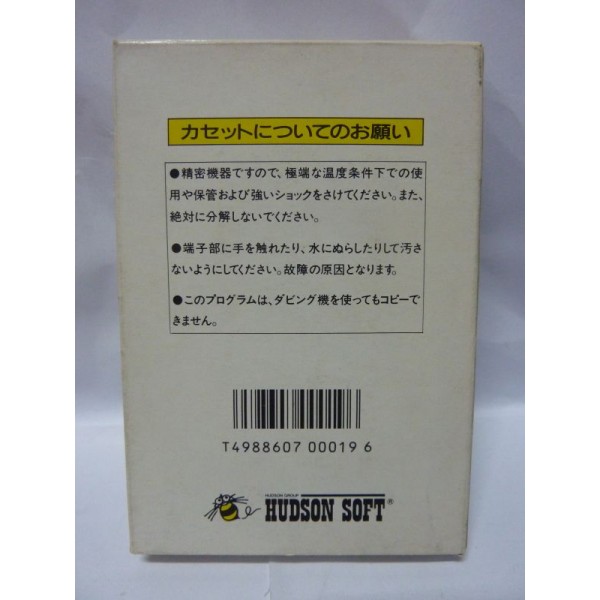 カセットについてのお願い
●精密機器ですので、極端な温度条件下での使
用や保管および強いショックをさけてください。また、
絶対に分解しないでください。
●端子部に手を触れたり、水にぬらしたりして汚さ
ないようにしてください。故障の原因となります。
●このプログラムは、ダビング機を使ってもコピーで
きません。
T4988607 00019 6
HUDSON GROUP
HUDSON SOFT®